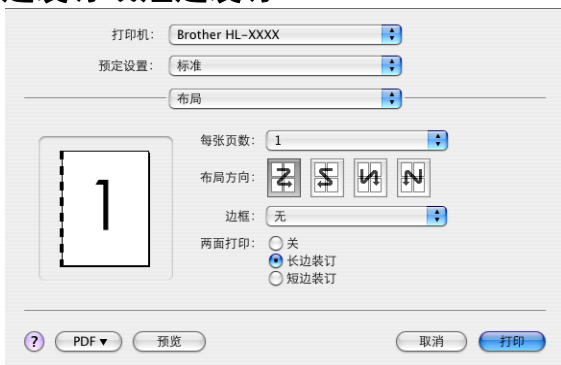 打印机: Brother HL-XXXX
预定设置: 标准
布局
每张页数: 1
1
布局方向:
边框: 无
两面打印: 关
长边装订
短边装订
? PDF▼ 预览 取消 打印